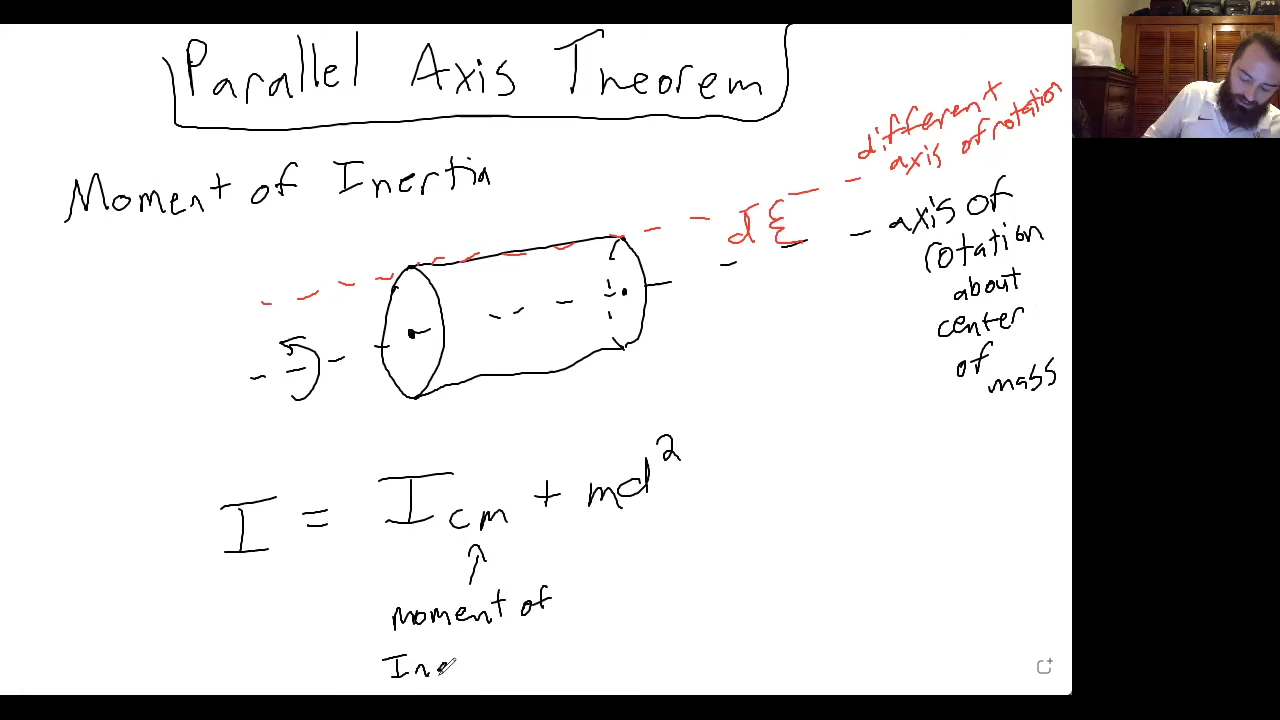 Parallel Axis Theorem
Moment of Inertia
different
axis of rotation
d
axis of
rotation
about
center
of
mass
I = Icm + md²
moment of
Ine